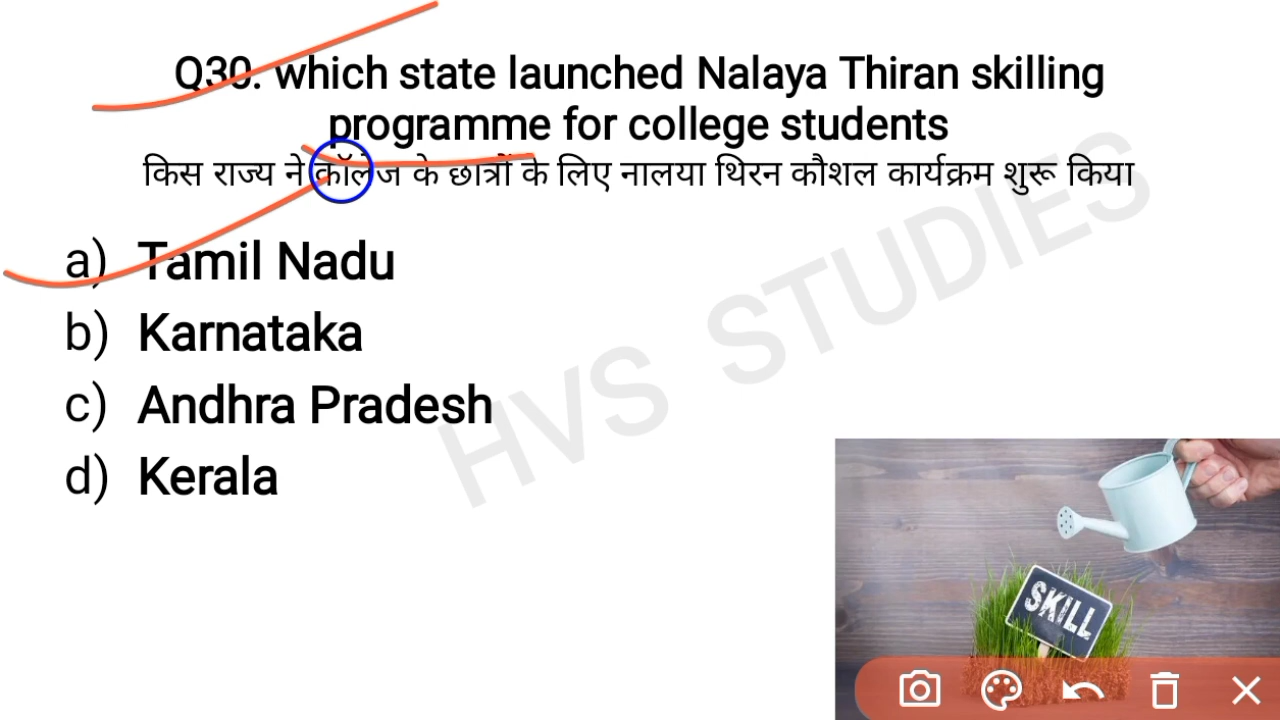 Q30. which state launched Nalaya Thiran skilling
programme for college students
किस राज्य ने कॉलेज के छात्रों के लिए नालया थिरन कौशल कार्यक्रम शुरू किया
a) Tamil Nadu
b) Karnataka
c) Andhra Pradesh
d) Kerala
HVS STUDIES
SKILL